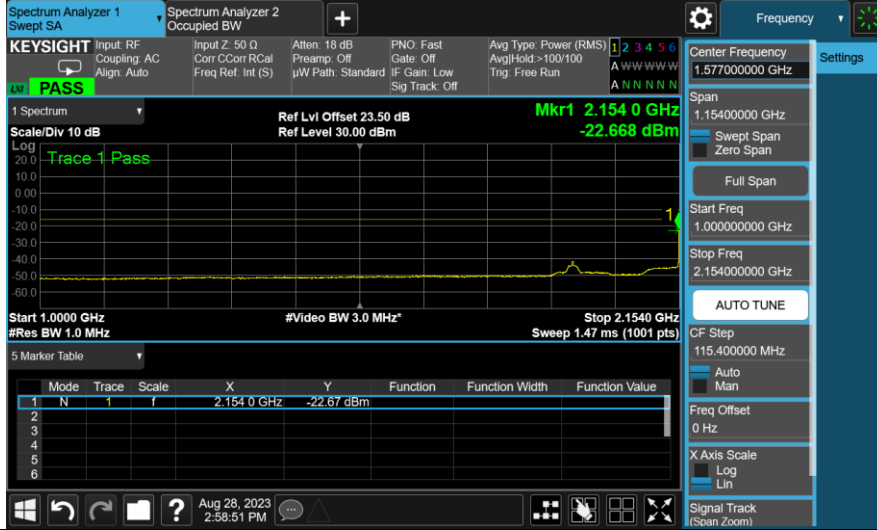 Spectrum Analyzer 1
Swept SA
Spectrum Analyzer 2
Occupied BW
+
Frequency
KEYSIGHT
LXI
PASS
Input: RF
Coupling: AC
Align: Auto
Input Z: 50 Ω
Corr CCorr RCal
Freq Ref: Int (S)
Atten: 18 dB
Preamp: Off
µW Path: Standard
PNO: Fast
Gate: Off
IF Gain: Low
Sig Track: Off
Avg Type: Power (RMS)
Avg|Hold:>100/100
Trig: Free Run
1 2 3 4 5 6
A W W W W W
A N N N N N
1 Spectrum
Scale/Div 10 dB
Ref Lvl Offset 23.50 dB
Ref Level 30.00 dBm
Mkr1 2.154 0 GHz
-22.668 dBm
Log
Trace 1 Pass
20.0
10.0
0.00
-10.0
-20.0
-30.0
-40.0
-50.0
-60.0
1
Start 1.0000 GHz
#Res BW 1.0 MHz
#Video BW 3.0 MHz*
Stop 2.1540 GHz
Sweep 1.47 ms (1001 pts)
5 Marker Table
Mode Trace Scale X Y Function Function Width Function Value
1 N 1 f 2.154 0 GHz -22.67 dBm
2
3
4
5
6
Aug 28, 2023
2:58:51 PM
Settings
Center Frequency
1.577000000 GHz
Span
1.15400000 GHz
Swept Span
Zero Span
Full Span
Start Freq
1.000000000 GHz
Stop Freq
2.154000000 GHz
AUTO TUNE
CF Step
115.400000 MHz
Auto
Man
Freq Offset
0 Hz
X Axis Scale
Log
Lin
Signal Track
(Span Zoom)